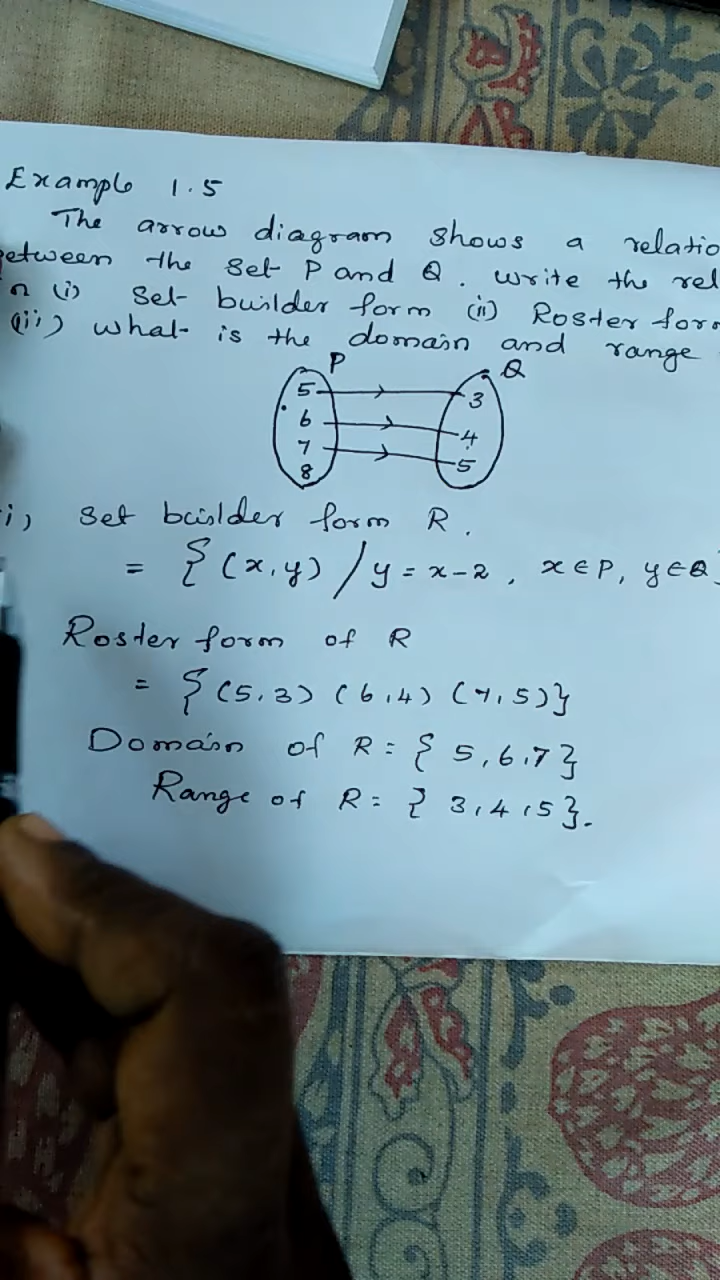 Example 1.5
The arrow diagram shows a relatio
etween the set P and Q. write the rel
n (i) Set builder form (ii) Roster form
(iii) what is the domain and range
P Q
5 3
6 4
7 5
8
i) Set builder form R.
= {(x,y) / y = x-2, x∈P, y∈Q}
Roster form of R
= {(5,3) (6,4) (7,5)}
Domain of R = {5,6,7}
Range of R = {3,4,5}.